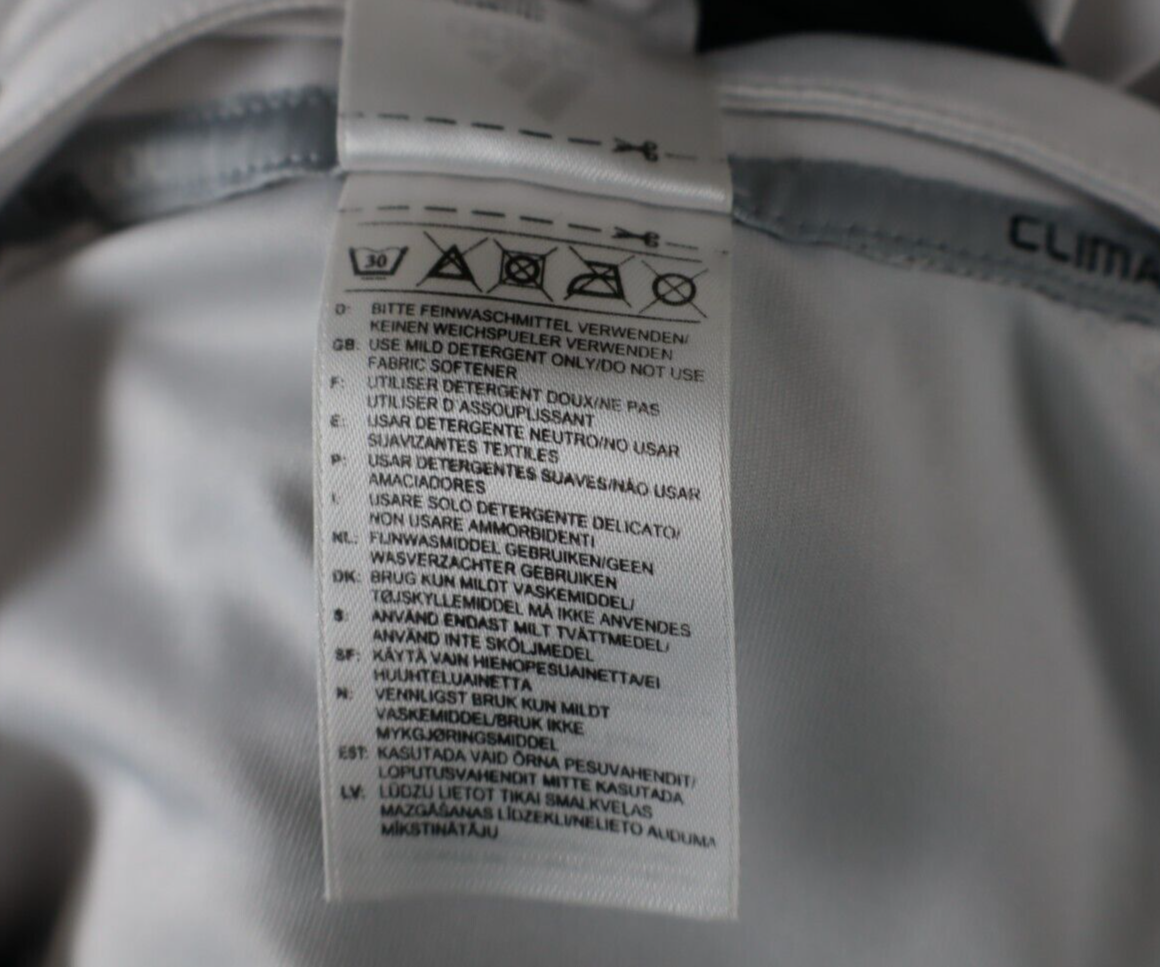 30
D: BITTE FEINWASCHMITTEL VERWENDEN/
KEINEN WEICHSPUELER VERWENDEN
GB: USE MILD DETERGENT ONLY/DO NOT USE
FABRIC SOFTENER
F: UTILISER DETERGENT DOUX/NE PAS
UTILISER D'ASSOUPLISSANT
E: USAR DETERGENTE NEUTRO/NO USAR
SUAVIZANTES TEXTILES
P: USAR DETERGENTES SUAVES/NÃO USAR
AMACIADORES
I: USARE SOLO DETERGENTE DELICATO/
NON USARE AMMORBIDENTI
NL: FIJNWASMIDDEL GEBRUIKEN/GEEN
WASVERZACHTER GEBRUIKEN
DK: BRUG KUN MILDT VASKEMIDDEL/
TØJSKYLLEMIDDEL MÅ IKKE ANVENDES
S: ANVÄND ENDAST MILT TVÄTTMEDEL/
ANVÄND INTE SKÖLJMEDEL
SF: KÄYTÄ VAIN HIENOPESUAINETTA/EI
HUUHTELUAINETTA
N: VENNLIGST BRUK KUN MILDT
VASKEMIDDEL/BRUK IKKE
MYKGJØRINGSMIDDEL
EST: KASUTADA VAID ÕRNA PESUVAHENDIT/
LOPUTUSVAHENDIT MITTE KASUTADA
LV: LŪDZU LIETOT TIKAI SMALKVEĻAS
MAZGĀŠANAS LĪDZEKLI/NELIETO AUDUMA
MĪKSTINĀTĀJU
CLIMA